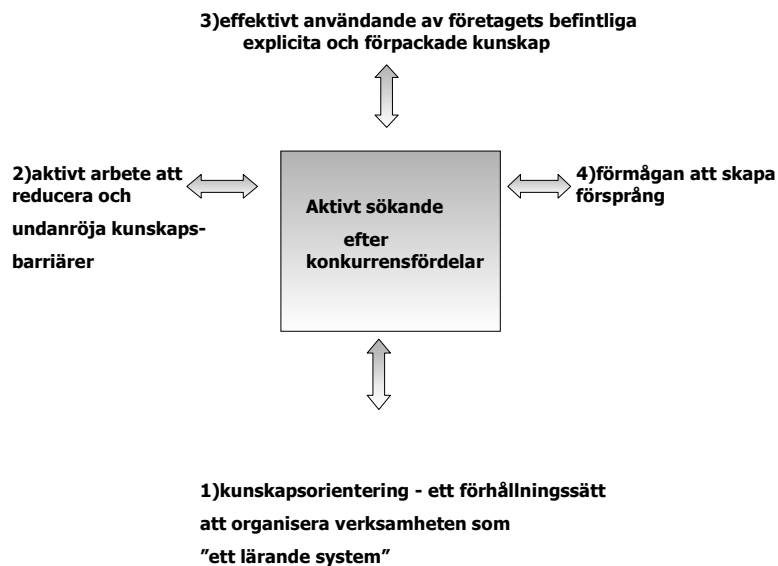 3)effektivt användande av företagets befintliga
explicita och förpackade kunskap
2)aktivt arbete att
reducera och
undanröja kunskaps-
barriärer
Aktivt sökande
efter
konkurrensfördelar
4)förmågan att skapa
försprång
1)kunskapsorientering - ett förhållningssätt
att organisera verksamheten som
”ett lärande system”